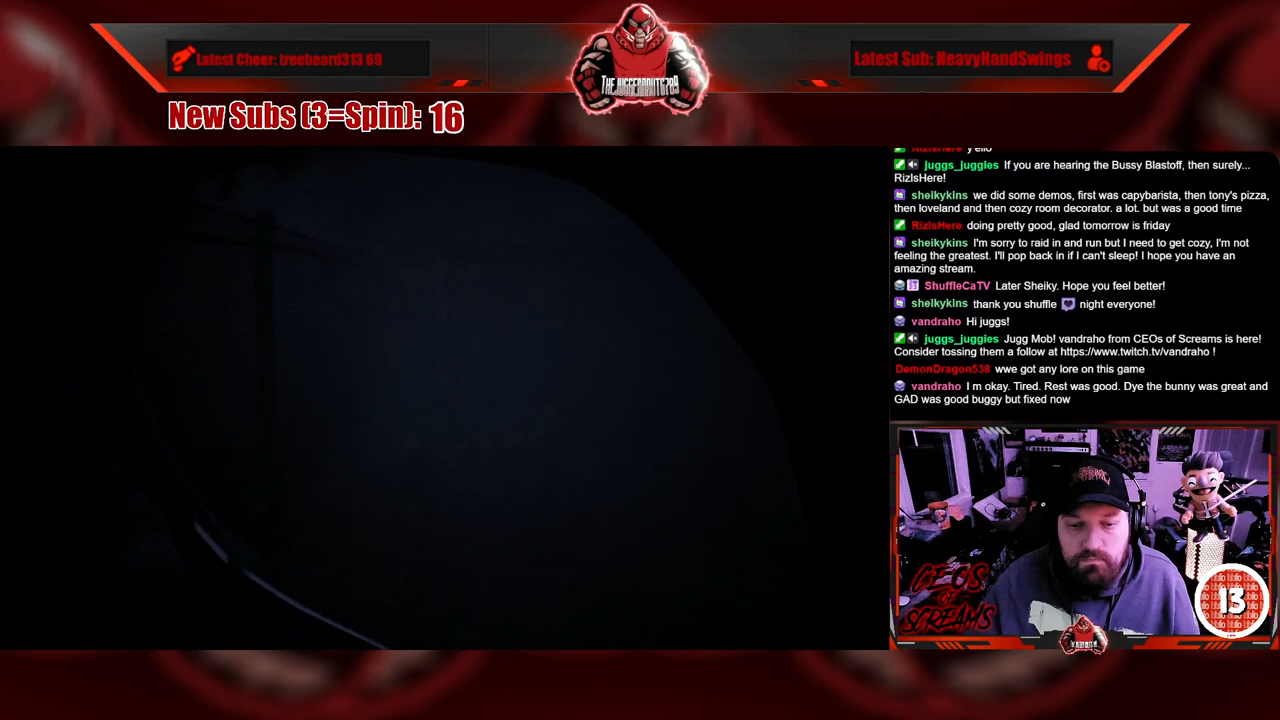 Latest Cheer: treebeard313 69
THEJUGGERNAUT6789
Latest Sub: HeavyHandSwings
New Subs (3=Spin): 16
RizIsHere y'ello
juggs_juggles If you are hearing the Bussy Blastoff, then surely...
RizIsHere!
sheikykins we did some demos, first was capybarista, then tony's pizza,
then loveland and then cozy room decorator. a lot. but was a good time
RizIsHere doing pretty good, glad tomorrow is friday
sheikykins I'm sorry to raid in and run but I need to get cozy, I'm not
feeling the greatest. I'll pop back in if I can't sleep! I hope you have an
amazing stream.
ShuffleCaTV Later Sheiky. Hope you feel better!
sheikykins thank you shuffle night everyone!
vandraho Hi juggs!
juggs_juggles Jugg Mob! vandraho from CEOs of Screams is here!
Consider tossing them a follow at https://www.twitch.tv/vandraho !
DemonDragon538 wwe got any lore on this game
vandraho I m okay. Tired. Rest was good. Dye the bunny was great and
GAD was good buggy but fixed now
CEOS
OF
SCREAMS
13